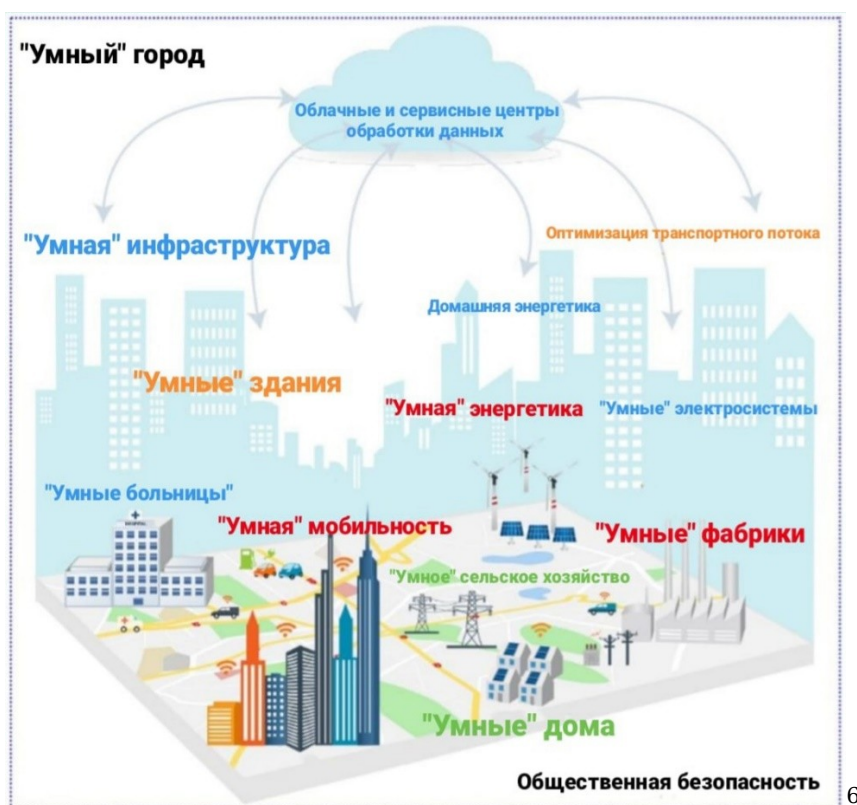 "Умный" город
Облачные и сервисные центры
обработки данных
"Умная" инфраструктура
Оптимизация транспортного потока
Домашняя энергетика
"Умные" здания
"Умная" энергетика
"Умные" электросистемы
"Умные больницы"
"Умная" мобильность
"Умные" фабрики
"Умное" сельское хозяйство
"Умные" дома
Общественная безопасность
6